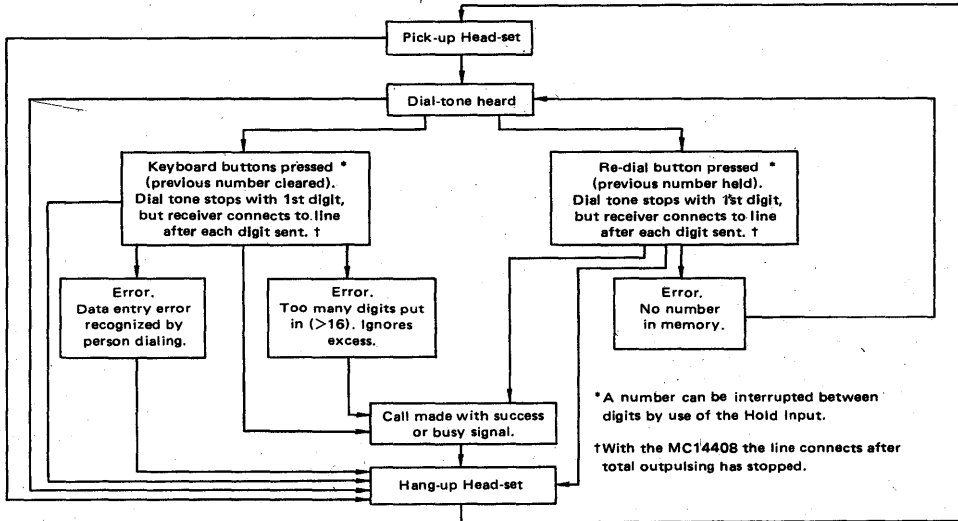 Pick-up Head-set
Dial-tone heard
Keyboard buttons pressed *
(previous number cleared).
Dial tone stops with 1st digit,
but receiver connects to line
after each digit sent. †
Re-dial button pressed *
(previous number held).
Dial tone stops with 1st digit,
but receiver connects to line
after each digit sent. †
Error.
Data entry error
recognized by
person dialing.
Error.
Too many digits put
in (>16). Ignores
excess.
Error.
No number
in memory.
Call made with success
or busy signal.
Hang-up Head-set
*A number can be interrupted between
digits by use of the Hold Input.
†With the MC14408 the line connects after
total outpulsing has stopped.